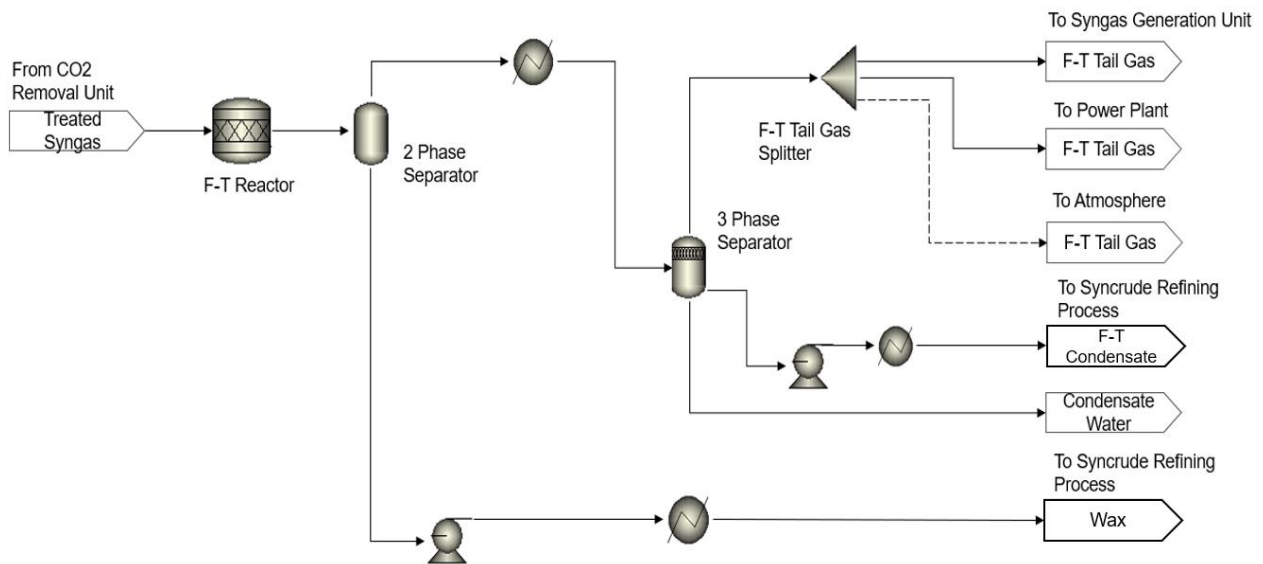 From CO2
Removal Unit
Treated
Syngas
F-T Reactor
2 Phase
Separator
3 Phase
Separator
F-T Tail Gas
Splitter
To Syngas Generation Unit
F-T Tail Gas
To Power Plant
F-T Tail Gas
To Atmosphere
F-T Tail Gas
To Syncrude Refining
Process
F-T
Condensate
Condensate
Water
To Syncrude Refining
Process
Wax